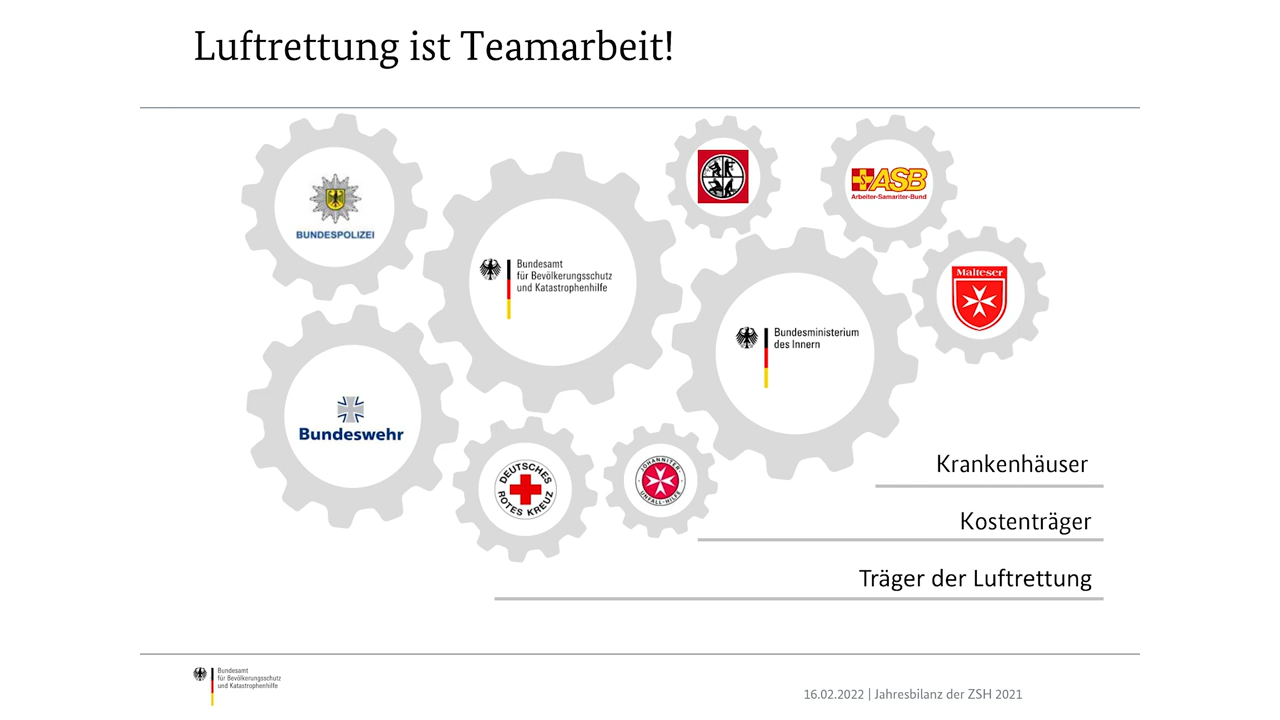 Luftrettung ist Teamarbeit!
BUNDESPOLIZEI
Bundesamt
für Bevölkerungsschutz
und Katastrophenhilfe
ASB
Arbeiter-Samariter-Bund
Malteser
Bundesministerium
des Innern
Bundeswehr
DEUTSCHES
ROTES KREUZ
JOHANNITER-
UNFALL-HILFE
Krankenhäuser
Kostenträger
Träger der Luftrettung
Bundesamt
für Bevölkerungsschutz
und Katastrophenhilfe
16.02.2022 | Jahresbilanz der ZSH 2021